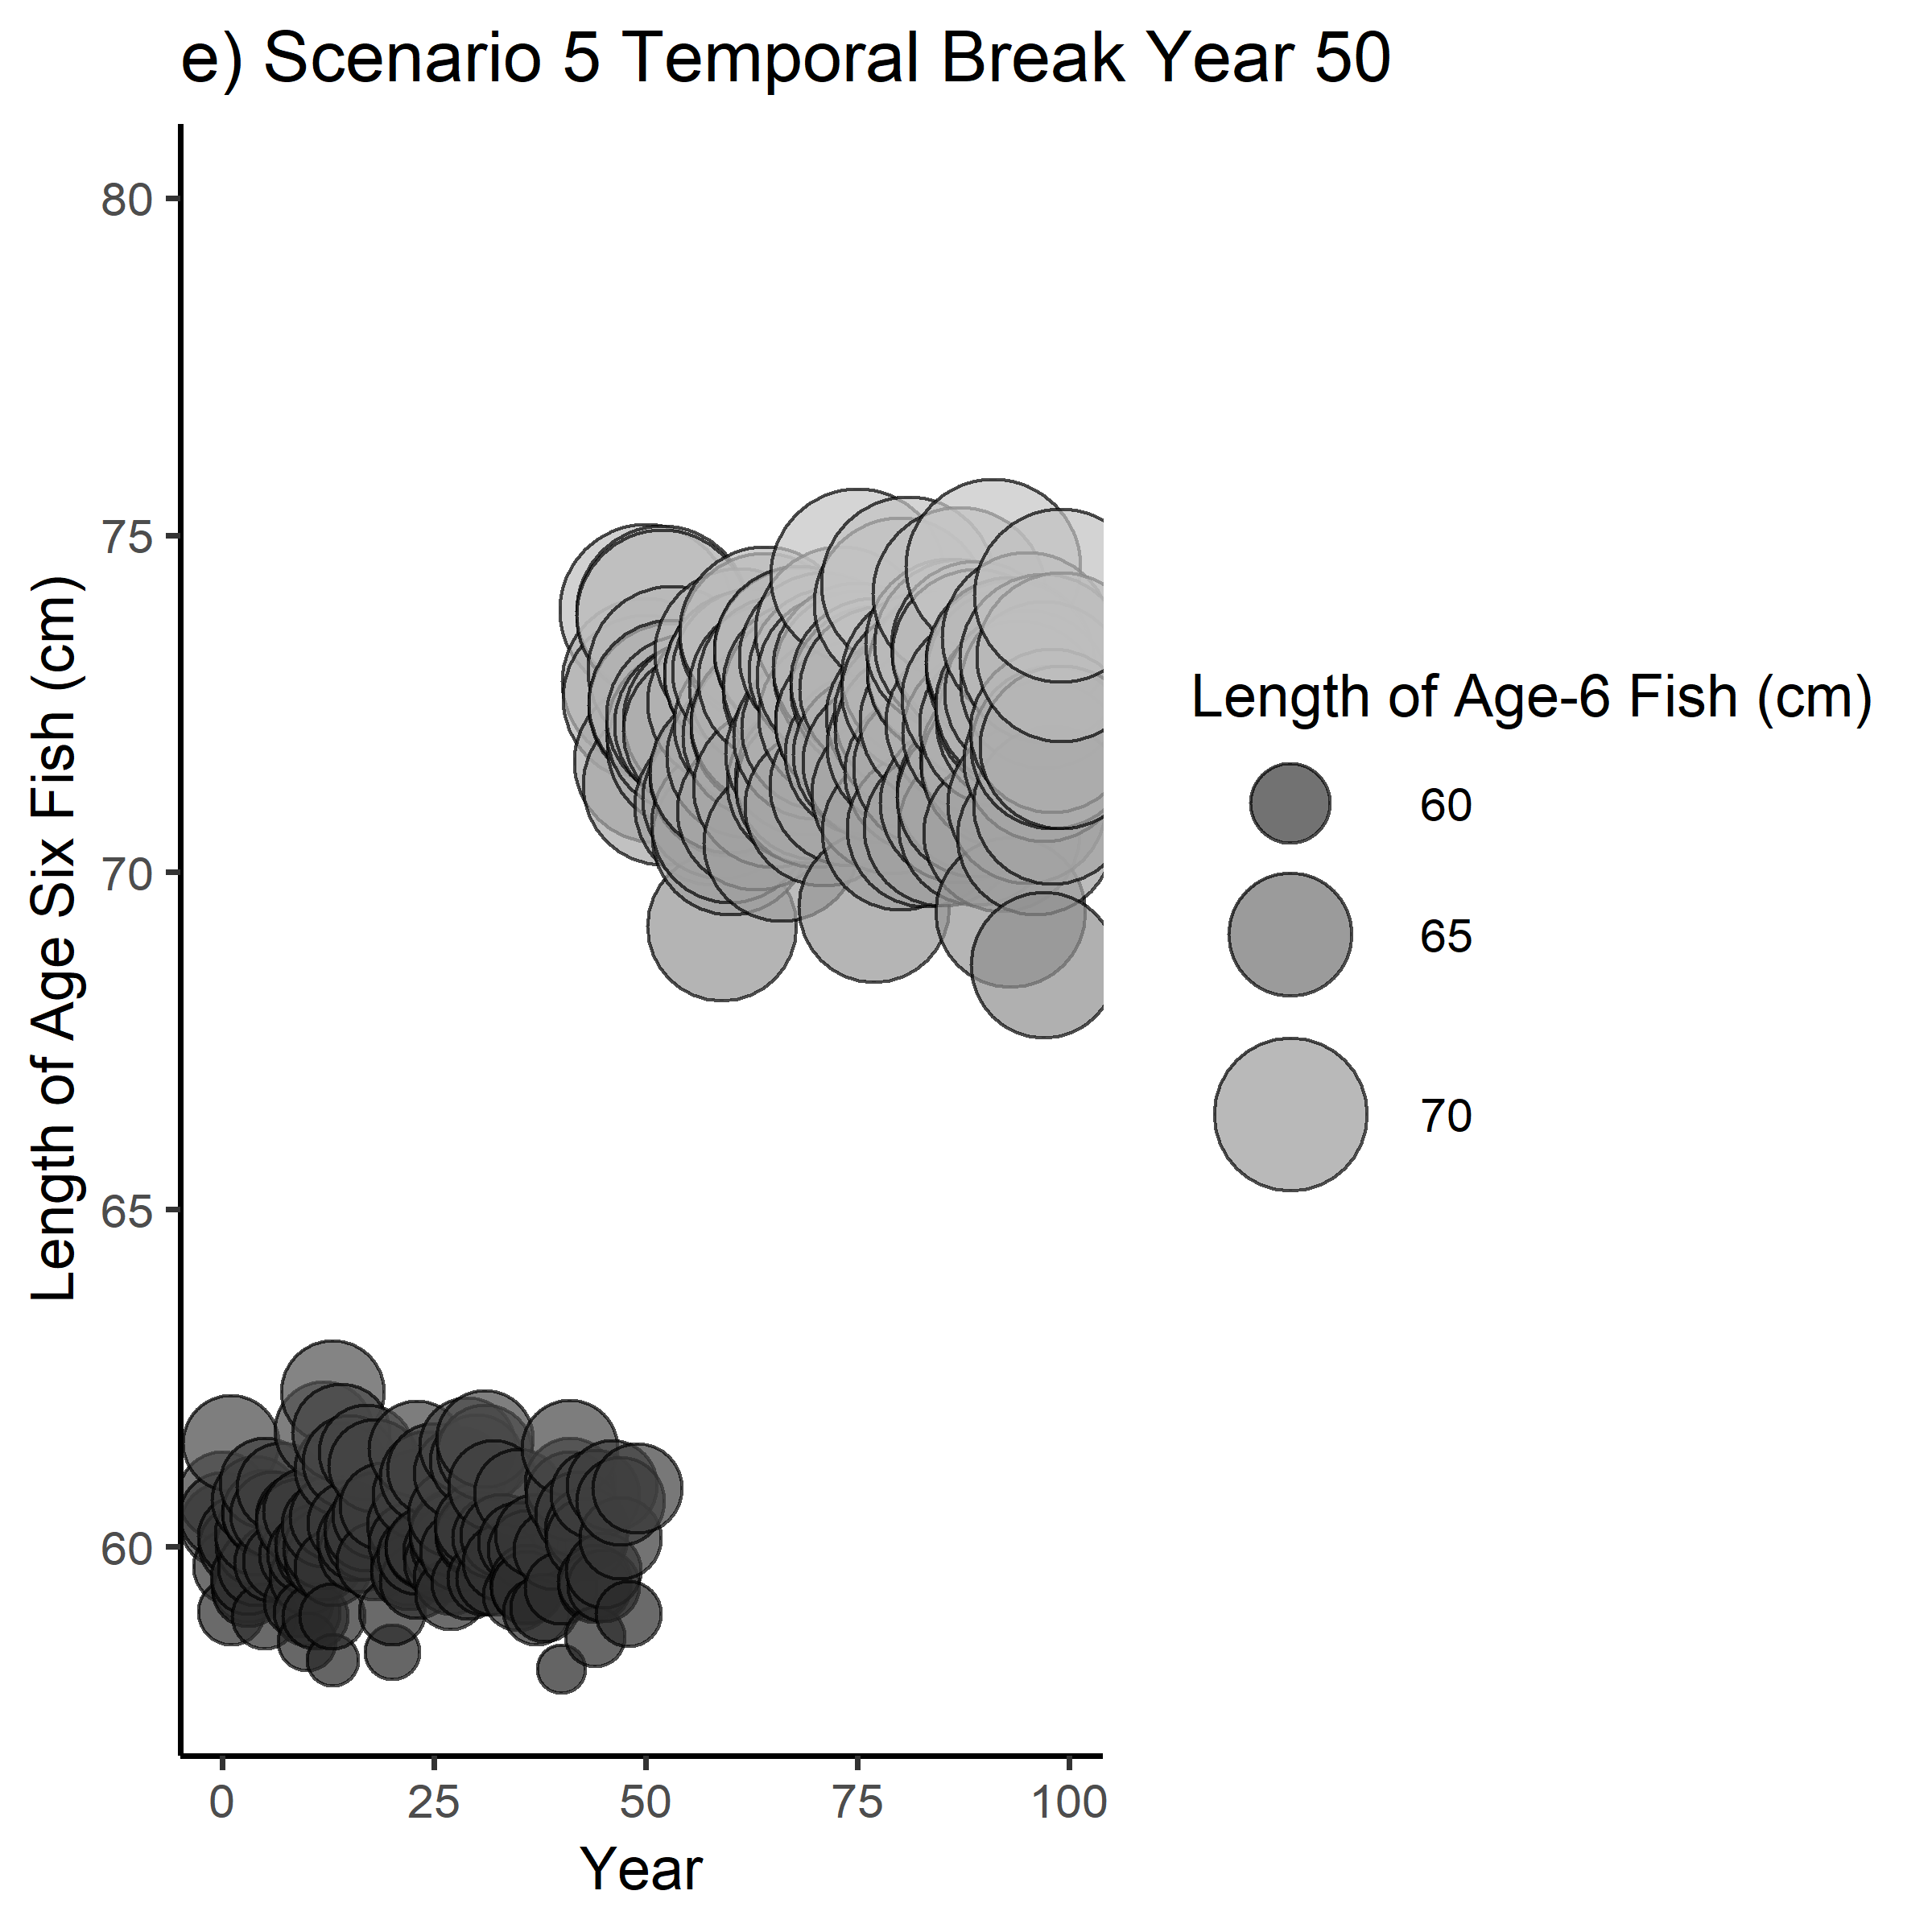 e) Scenario 5 Temporal Break Year 50
Length of Age Six Fish (cm)
80
75
70
65
60
0 25 50 75 100
Year
Length of Age-6 Fish (cm)
60
65
70